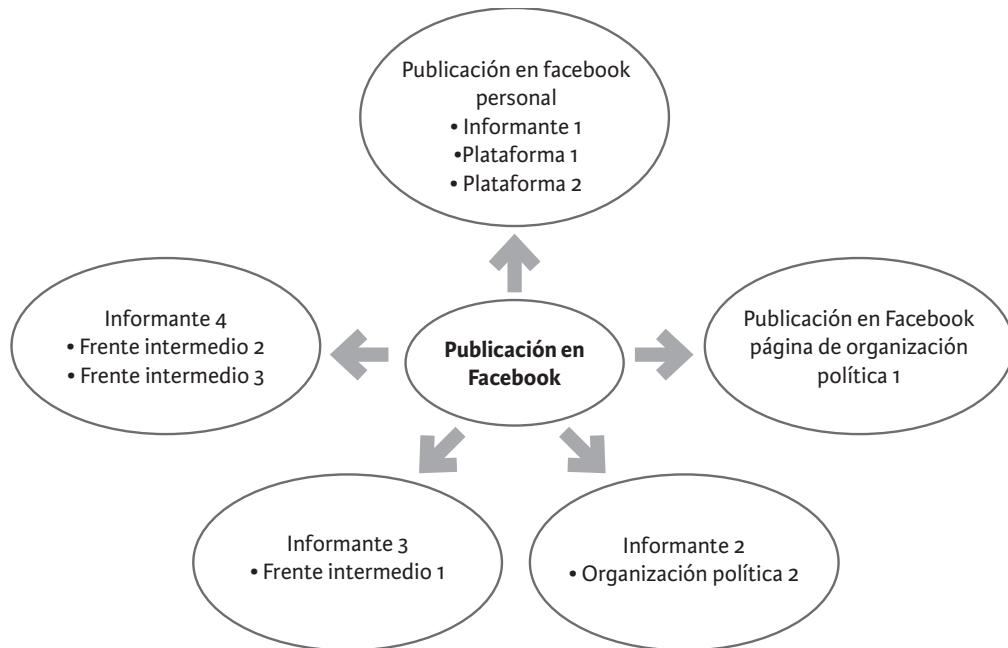 Publicación en facebook
personal
• Informante 1
•Plataforma 1
• Plataforma 2
Informante 4
• Frente intermedio 2
• Frente intermedio 3
Publicación en
Facebook
Publicación en Facebook
página de organización
política 1
Informante 3
• Frente intermedio 1
Informante 2
• Organización política 2